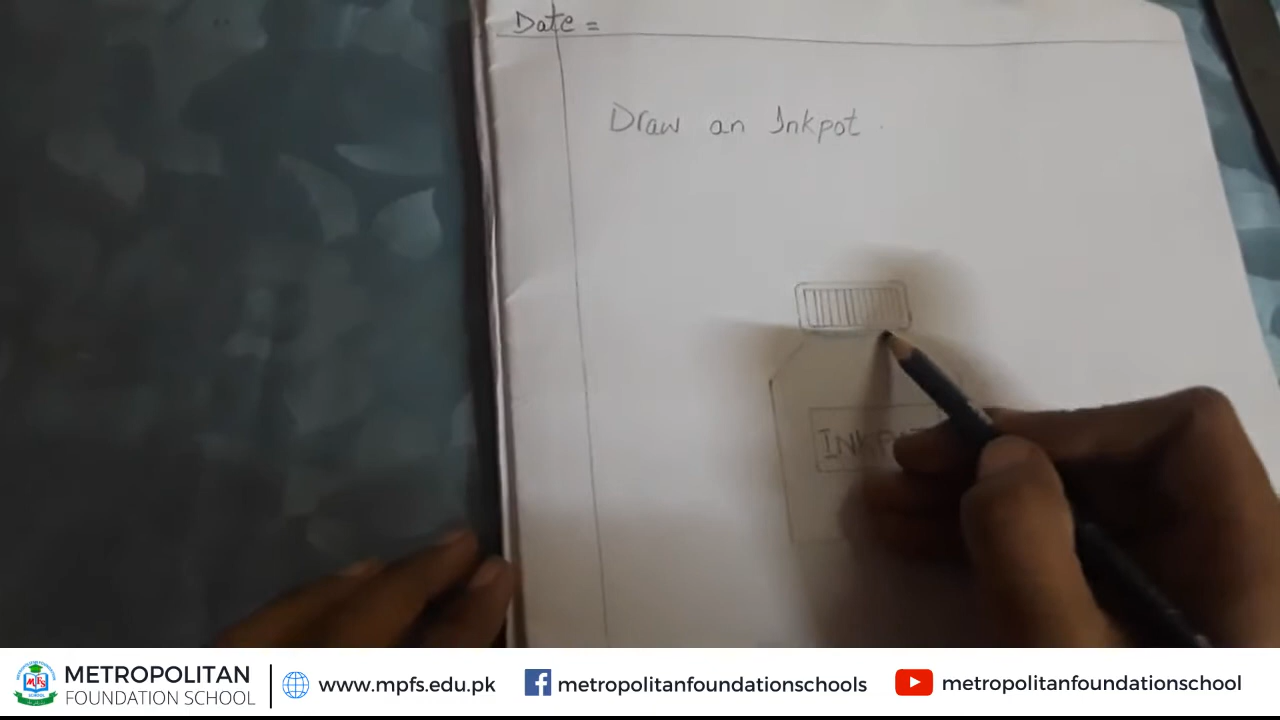 Date =
Draw an Inkpot.
METROPOLITAN
FOUNDATION SCHOOL
www.mpfs.edu.pk
metropolitanfoundationschools
metropolitanfoundationschool